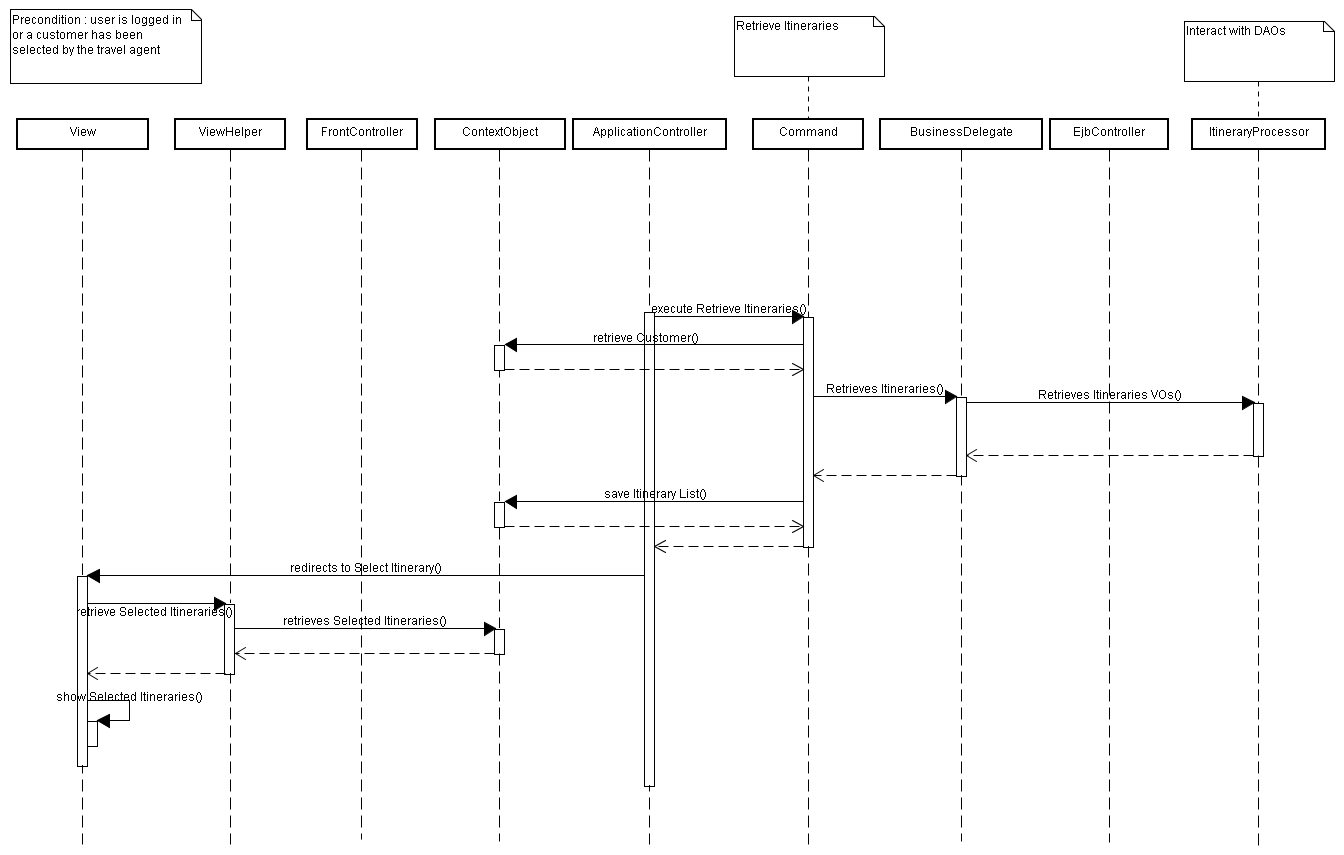 Precondition : user is logged in
or a customer has been
selected by the travel agent
Retrieve Itineraries
Interact with DAOs
View
ViewHelper
FrontController
ContextObject
ApplicationController
Command
BusinessDelegate
EjbController
ItineraryProcessor
execute Retrieve Itineraries()
retrieve Customer()
Retrieves Itineraries()
Retrieves Itineraries VOs()
save Itinerary List()
redirects to Select Itinerary()
retrieve Selected Itineraries()
retrieves Selected Itineraries()
show Selected Itineraries()